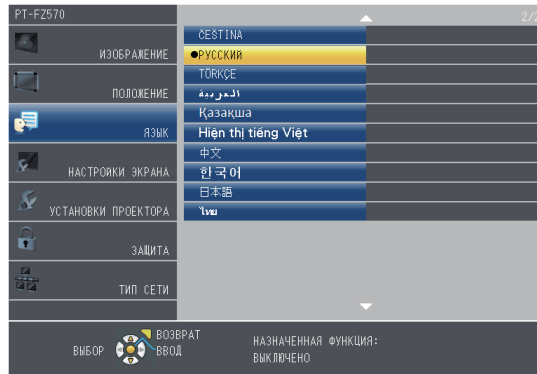 PT-FZ570
2/2
ИЗОБРАЖЕНИЕ
ПОЛОЖЕНИЕ
ЯЗЫК
НАСТРОЙКИ ЭКРАНА
УСТАНОВКИ ПРОЕКТОРА
ЗАЩИТА
ТИП СЕТИ
ČEŠTINA
●РУССКИЙ
TÜRKÇE
العربية
Қазақша
Hiện thị tiếng Việt
中文
한국어
日本語
ไทย
ВЫБОР
ВОЗВРАТ
ВВОД
НАЗНАЧЕННАЯ ФУНКЦИЯ:
ВЫКЛЮЧЕНО